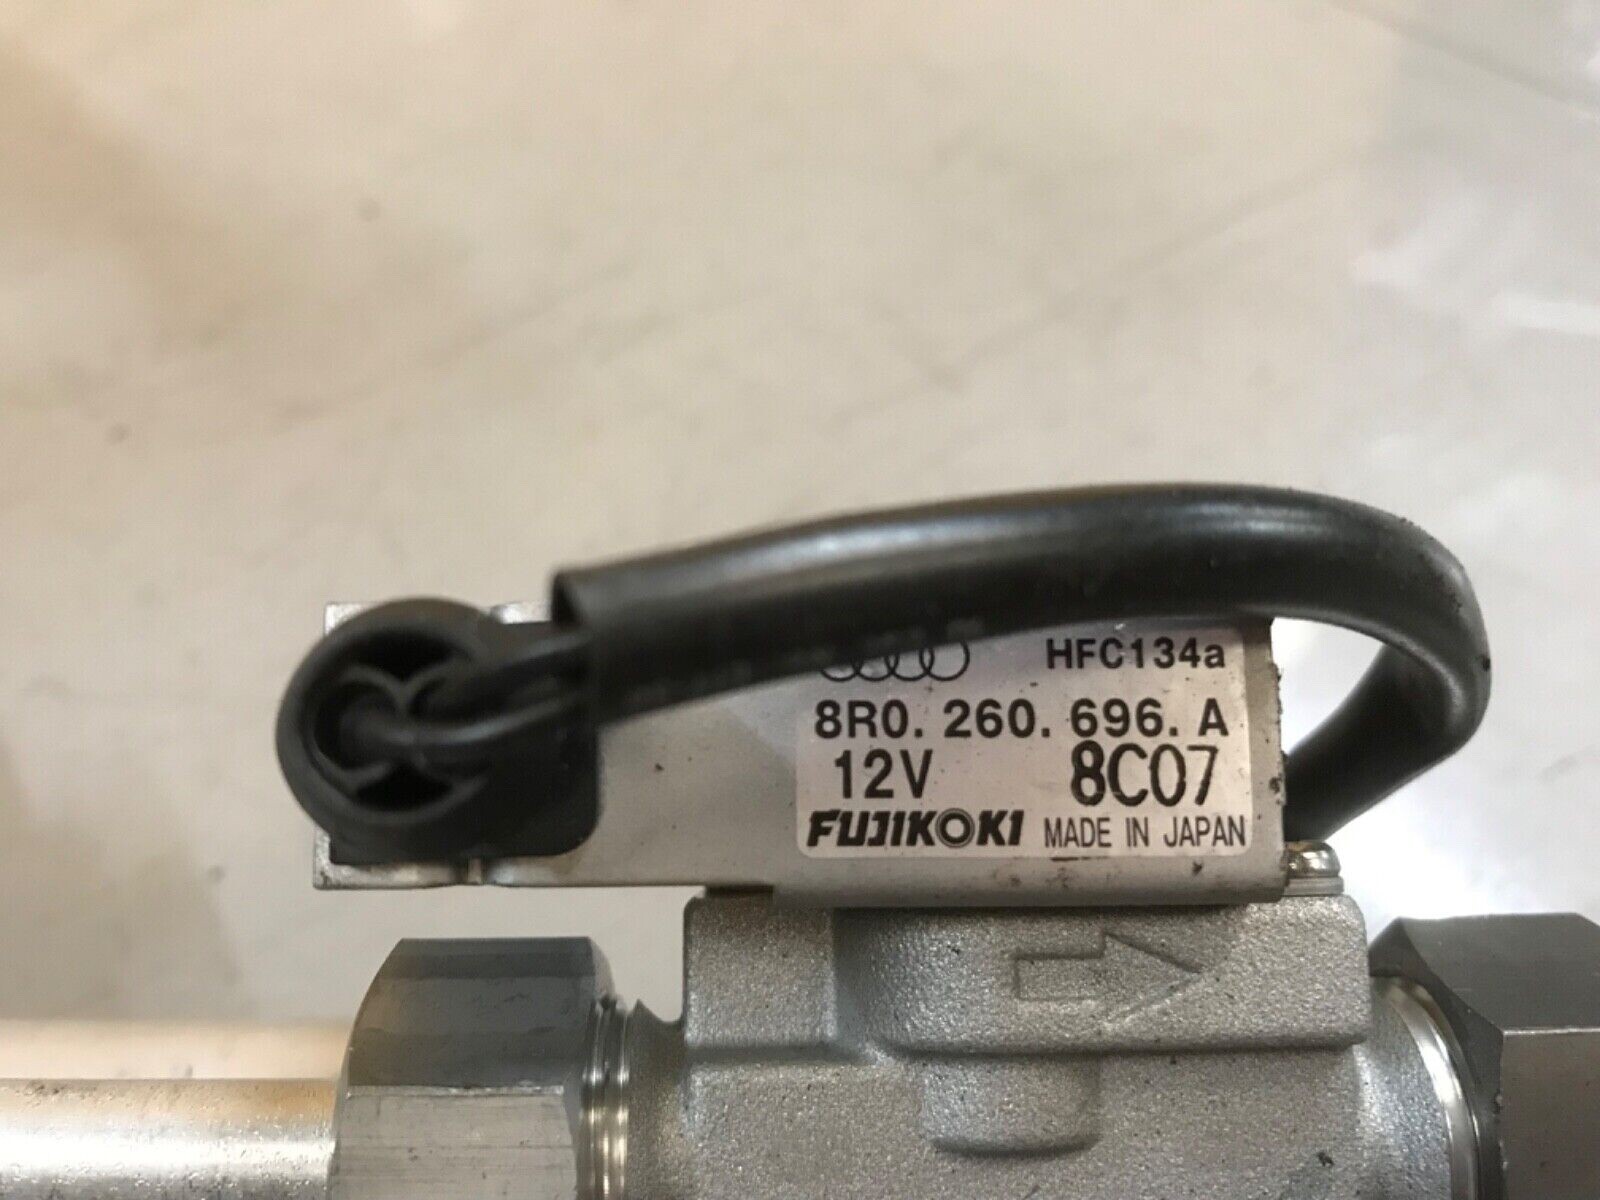 HFC134a
8R0. 260. 696. A
12V 8C07
FUJIKOKI MADE IN JAPAN